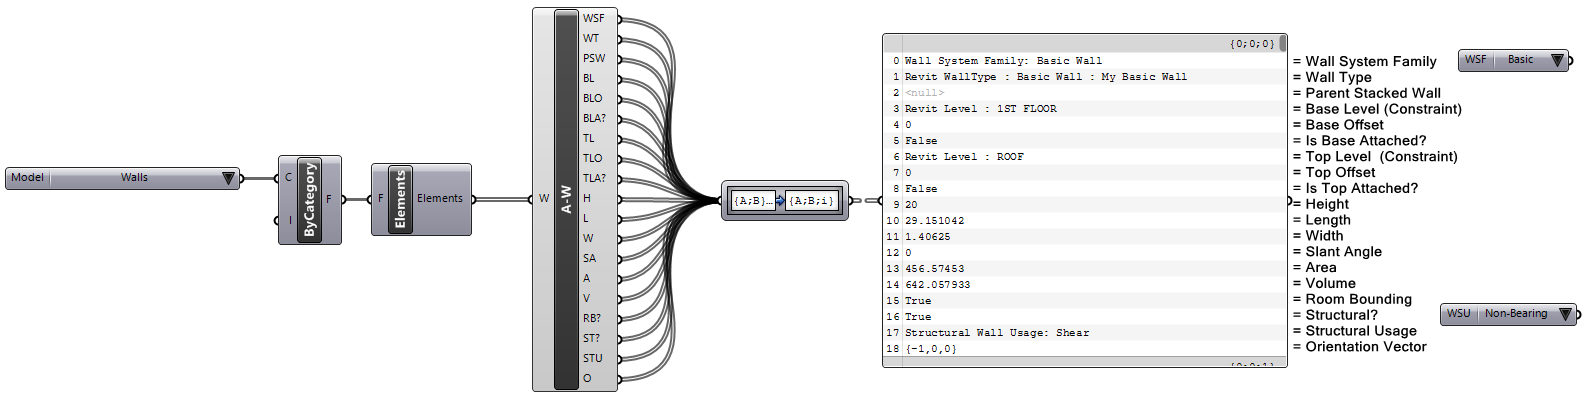 Model Walls
C
I
ByCategory
F
F
Elements
Elements
W
A-W
WSF
WT
PSW
BL
BLO
BLA?
TL
TLO
TLA?
H
L
W
SA
A
V
RB?
ST?
STU
O
{A;B}... {A;B;i}
{0;0;0}
0 Wall System Family: Basic Wall
1 Revit WallType : Basic Wall : My Basic Wall
2 <null>
3 Revit Level : 1ST FLOOR
4 0
5 False
6 Revit Level : ROOF
7 0
8 False
9 20
10 29.151042
11 1.40625
12 0
13 456.57453
14 642.057933
15 True
16 True
17 Structural Wall Usage: Shear
18 {-1,0,0}
{0;0;1}
= Wall System Family
= Wall Type
= Parent Stacked Wall
= Base Level (Constraint)
= Base Offset
= Is Base Attached?
= Top Level (Constraint)
= Top Offset
= Is Top Attached?
= Height
= Length
= Width
= Slant Angle
= Area
= Volume
= Room Bounding
= Structural?
= Structural Usage
= Orientation Vector
WSF Basic
WSU Non-Bearing